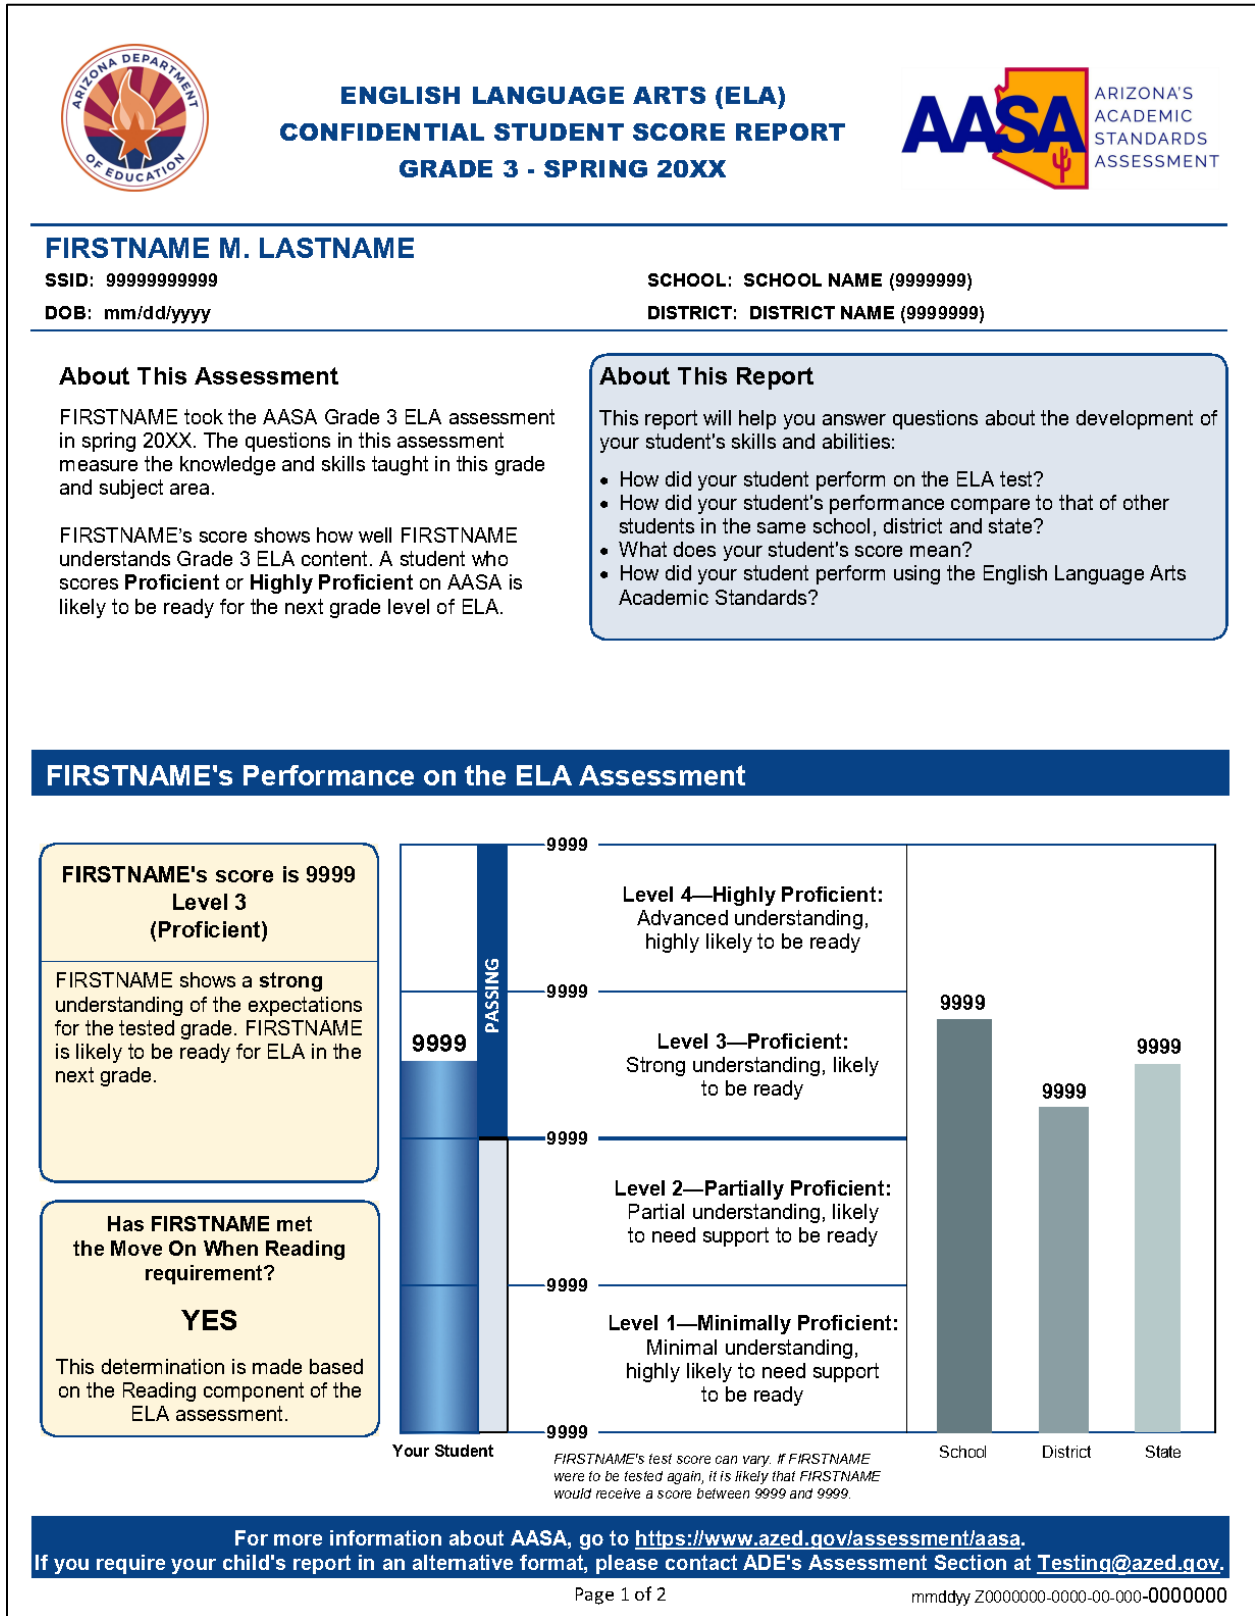 ARIZONA DEPARTMENT
OF EDUCATION
ENGLISH LANGUAGE ARTS (ELA)
CONFIDENTIAL STUDENT SCORE REPORT
GRADE 3 - SPRING 20XX
AASA
ARIZONA'S
ACADEMIC
STANDARDS
ASSESSMENT
FIRSTNAME M. LASTNAME
SSID: 99999999999
SCHOOL: SCHOOL NAME (9999999)
DOB: mm/dd/yyyy
DISTRICT: DISTRICT NAME (9999999)
About This Assessment
FIRSTNAME took the AASA Grade 3 ELA assessment
in spring 20XX. The questions in this assessment
measure the knowledge and skills taught in this grade
and subject area.
FIRSTNAME's score shows how well FIRSTNAME
understands Grade 3 ELA content. A student who
scores Proficient or Highly Proficient on AASA is
likely to be ready for the next grade level of ELA.
About This Report
This report will help you answer questions about the development of
your student's skills and abilities:
• How did your student perform on the ELA test?
• How did your student's performance compare to that of other
students in the same school, district and state?
• What does your student's score mean?
• How did your student perform using the English Language Arts
Academic Standards?
FIRSTNAME's Performance on the ELA Assessment
FIRSTNAME's score is 9999
Level 3
(Proficient)
FIRSTNAME shows a strong
understanding of the expectations
for the tested grade. FIRSTNAME
is likely to be ready for ELA in the
next grade.
Has FIRSTNAME met
the Move On When Reading
requirement?
YES
This determination is made based
on the Reading component of the
ELA assessment.
9999
PASSING
Your Student
9999
Level 4—Highly Proficient:
Advanced understanding,
highly likely to be ready
9999
Level 3—Proficient:
Strong understanding, likely
to be ready
9999
Level 2—Partially Proficient:
Partial understanding, likely
to need support to be ready
9999
Level 1—Minimally Proficient:
Minimal understanding,
highly likely to need support
to be ready
9999
FIRSTNAME's test score can vary. If FIRSTNAME
were to be tested again, it is likely that FIRSTNAME
would receive a score between 9999 and 9999.
9999
9999
9999
School
District
State
For more information about AASA, go to https://www.azed.gov/assessment/aasa.
If you require your child's report in an alternative format, please contact ADE's Assessment Section at Testing@azed.gov.
Page 1 of 2
mmddyy Z0000000-0000-00-000-0000000